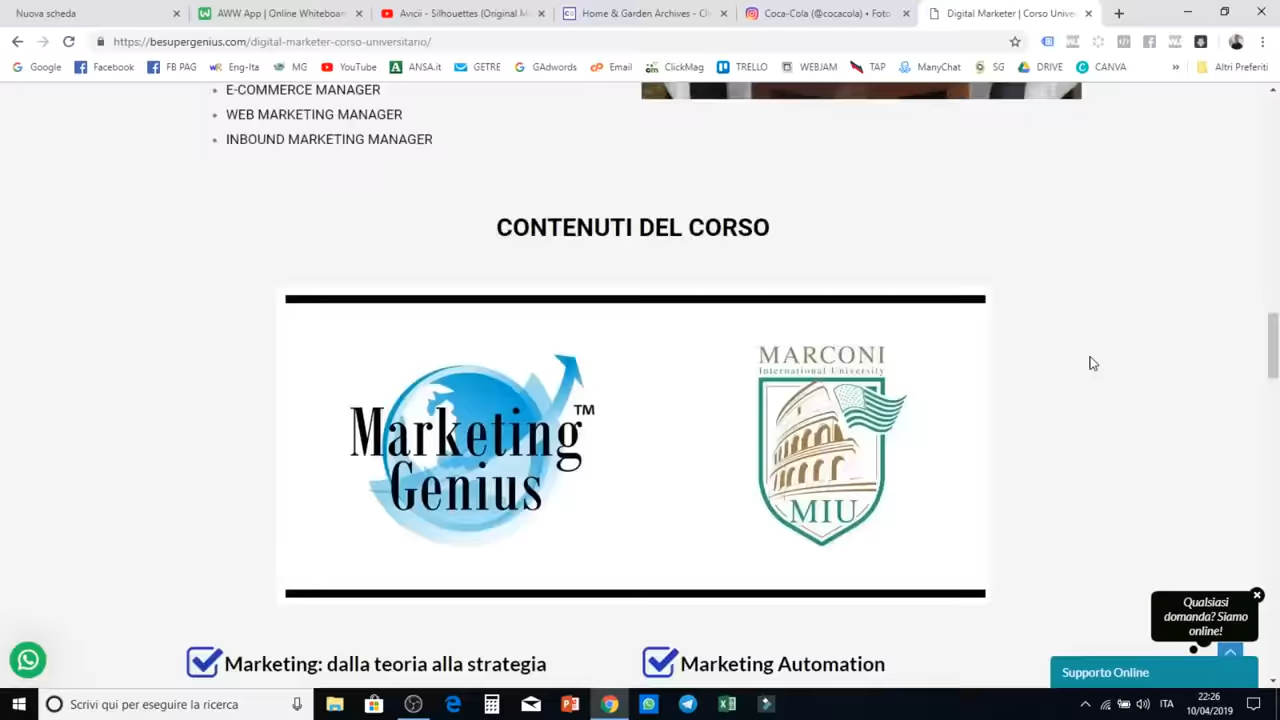 Nuova scheda
AWW App | Online Whiteboard
Avicii - Silhouettes (Original M
Home & Garden Archives - Cli
Coca-Cola (@cocacola) • Foto
Digital Marketer | Corso Unive
https://besupergenius.com/digital-marketer-corso-universitario/
Google
Facebook
FB PAG
Eng-Ita
MG
YouTube
ANSA.it
GETRE
GAdwords
Email
ClickMag
TRELLO
WEBJAM
TAP
ManyChat
SG
DRIVE
CANVA
»
Altri Preferiti
E-COMMERCE MANAGER
WEB MARKETING MANAGER
INBOUND MARKETING MANAGER
CONTENUTI DEL CORSO
Marketing
Genius
TM
MARCONI
International University
MIU
Qualsiasi
domanda? Siamo
online!
Marketing: dalla teoria alla strategia
Marketing Automation
Supporto Online
Scrivi qui per eseguire la ricerca
ITA
22:26
10/04/2019